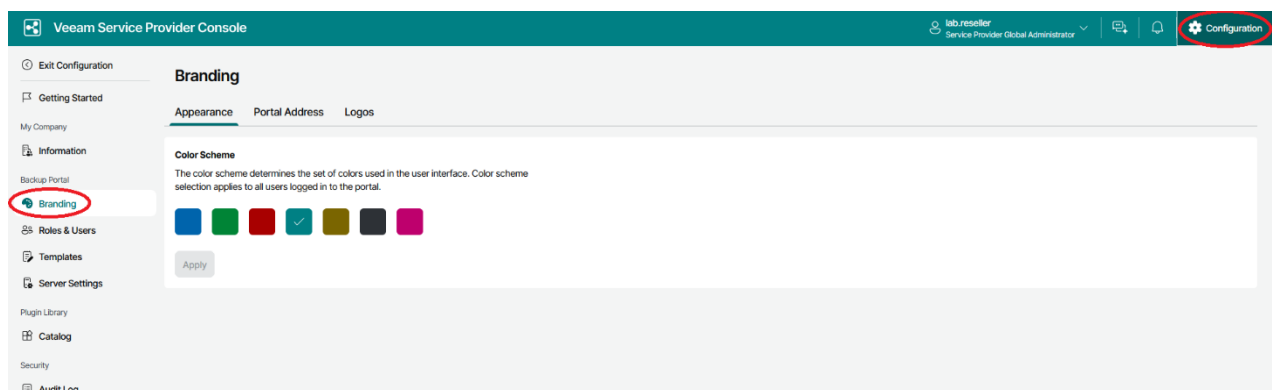 Veeam Service Provider Console
lab.reseller
Service Provider Global Administrator
Configuration
Exit Configuration
Getting Started
My Company
Information
Backup Portal
Branding
Roles & Users
Templates
Server Settings
Plugin Library
Catalog
Security
Audit Log
Branding
Appearance Portal Address Logos
Color Scheme
The color scheme determines the set of colors used in the user interface. Color scheme
selection applies to all users logged in to the portal.
Apply